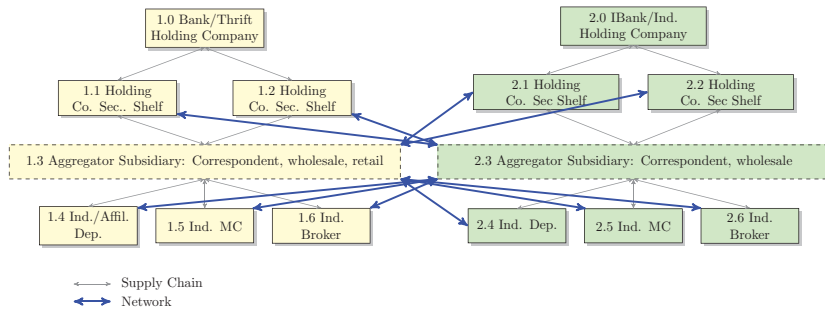 1.0 Bank/Thrift
Holding Company
2.0 IBank/Ind.
Holding Company
1.1 Holding
Co. Sec.. Shelf
1.2 Holding
Co. Sec. Shelf
2.1 Holding
Co. Sec Shelf
2.2 Holding
Co. Sec Shelf
1.3 Aggregator Subsidiary: Correspondent, wholesale, retail
2.3 Aggregator Subsidiary: Correspondent, wholesale
1.4 Ind./Affil.
Dep.
1.5 Ind. MC
1.6 Ind.
Broker
2.4 Ind. Dep.
2.5 Ind. MC
2.6 Ind.
Broker
Supply Chain
Network